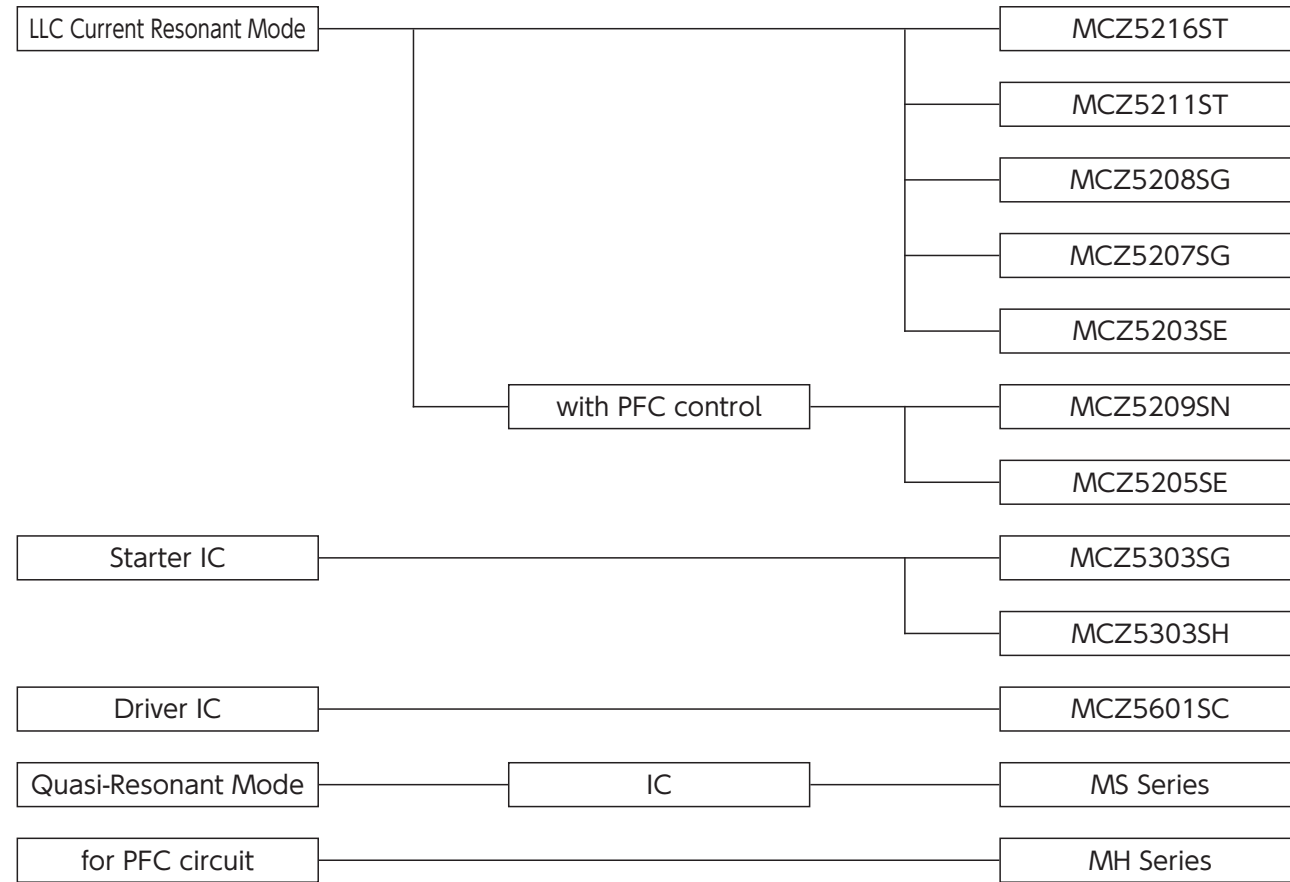 LLC Current Resonant Mode
MCZ5216ST
MCZ5211ST
MCZ5208SG
MCZ5207SG
MCZ5203SE
with PFC control
MCZ5209SN
MCZ5205SE
Starter IC
MCZ5303SG
MCZ5303SH
Driver IC
MCZ5601SC
Quasi-Resonant Mode
IC
MS Series
for PFC circuit
MH Series